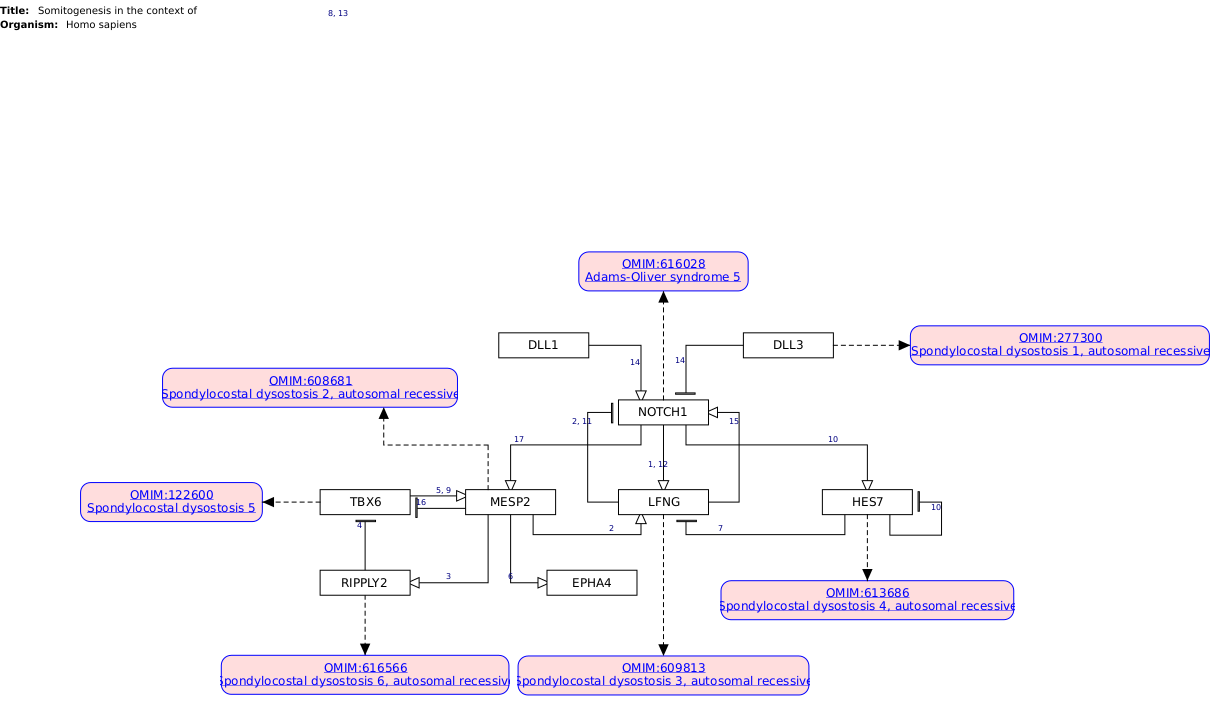 Title: Somitogenesis in the context of
8, 13
Organism: Homo sapiens
OMIM:616028
Adams-Oliver syndrome 5
DLL1
DLL3
OMIM:277300
Spondylocostal dysostosis 1, autosomal recessive
14
14
OMIM:608681
Spondylocostal dysostosis 2, autosomal recessive
NOTCH1
2, 11
15
17
10
1, 12
5, 9
OMIM:122600
Spondylocostal dysostosis 5
TBX6
16
MESP2
LFNG
HES7
10
4
2
7
RIPPLY2
3
6
EPHA4
OMIM:613686
Spondylocostal dysostosis 4, autosomal recessive
OMIM:616566
Spondylocostal dysostosis 6, autosomal recessiv
OMIM:609813
Spondylocostal dysostosis 3, autosomal recessive